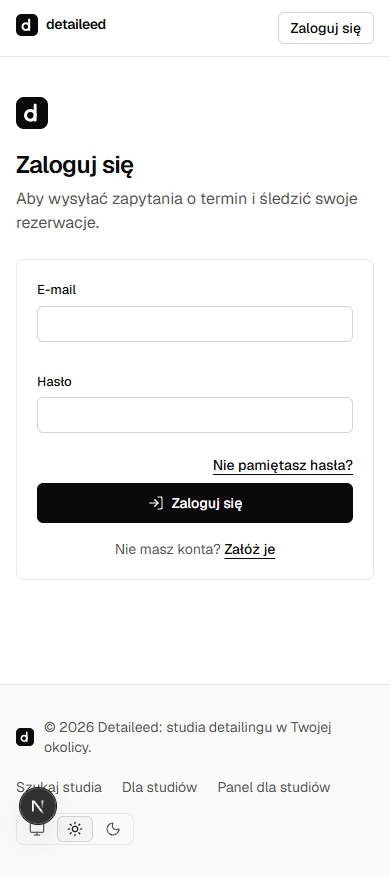 d detaileed
Zaloguj się
d
Zaloguj się
Aby wysyłać zapytania o termin i śledzić swoje
rezerwacje.
E-mail
Hasło
Nie pamiętasz hasła?
Zaloguj się
Nie masz konta? Załóż je
d © 2026 Detaileed: studia detailingu w Twojej
okolicy.
Szukaj studia Dla studiów Panel dla studiów
N